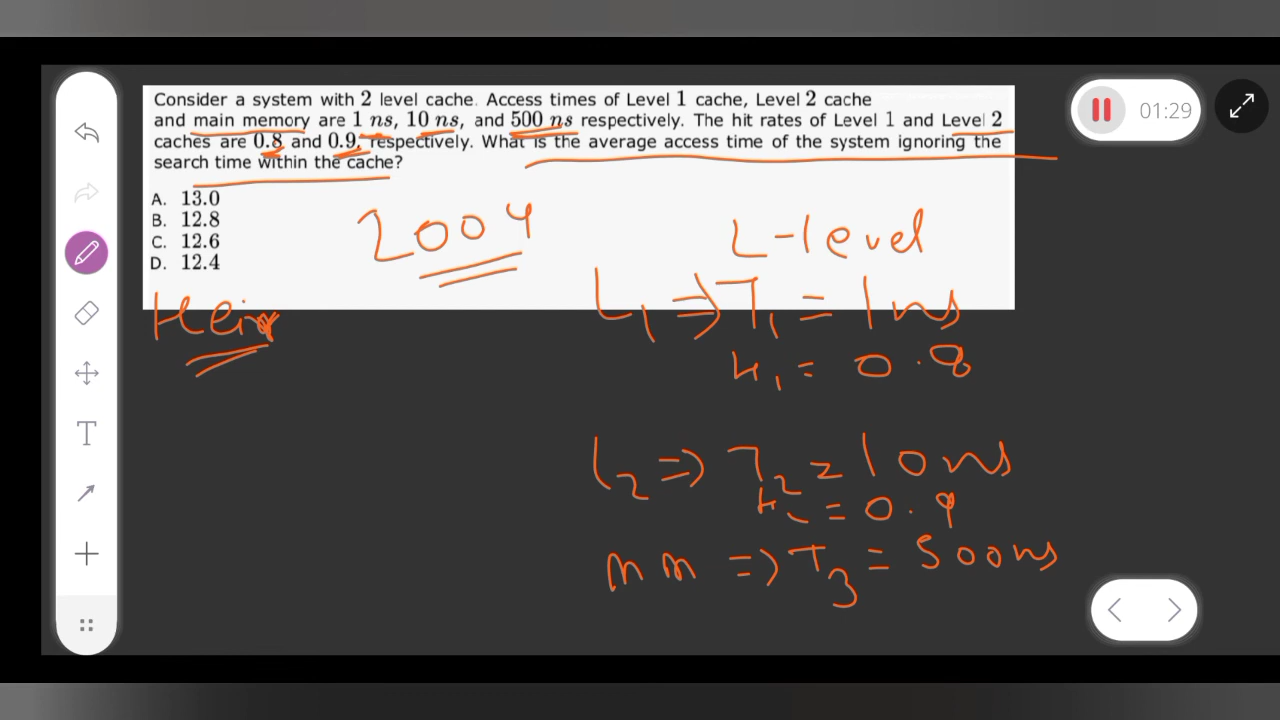 Consider a system with 2 level cache. Access times of Level 1 cache, Level 2 cache
and main memory are 1 ns, 10 ns, and 500 ns respectively. The hit rates of Level 1 and Level 2
caches are 0.8 and 0.9, respectively. What is the average access time of the system ignoring the
search time within the cache?
A. 13.0
B. 12.8
C. 12.6
D. 12.4
2004
L-level
L1 => T1 = 1ns
H1 = 0.8
L2 => T2 = 10ns
= 0.9
MM => T3 = 500ns
01:29
T